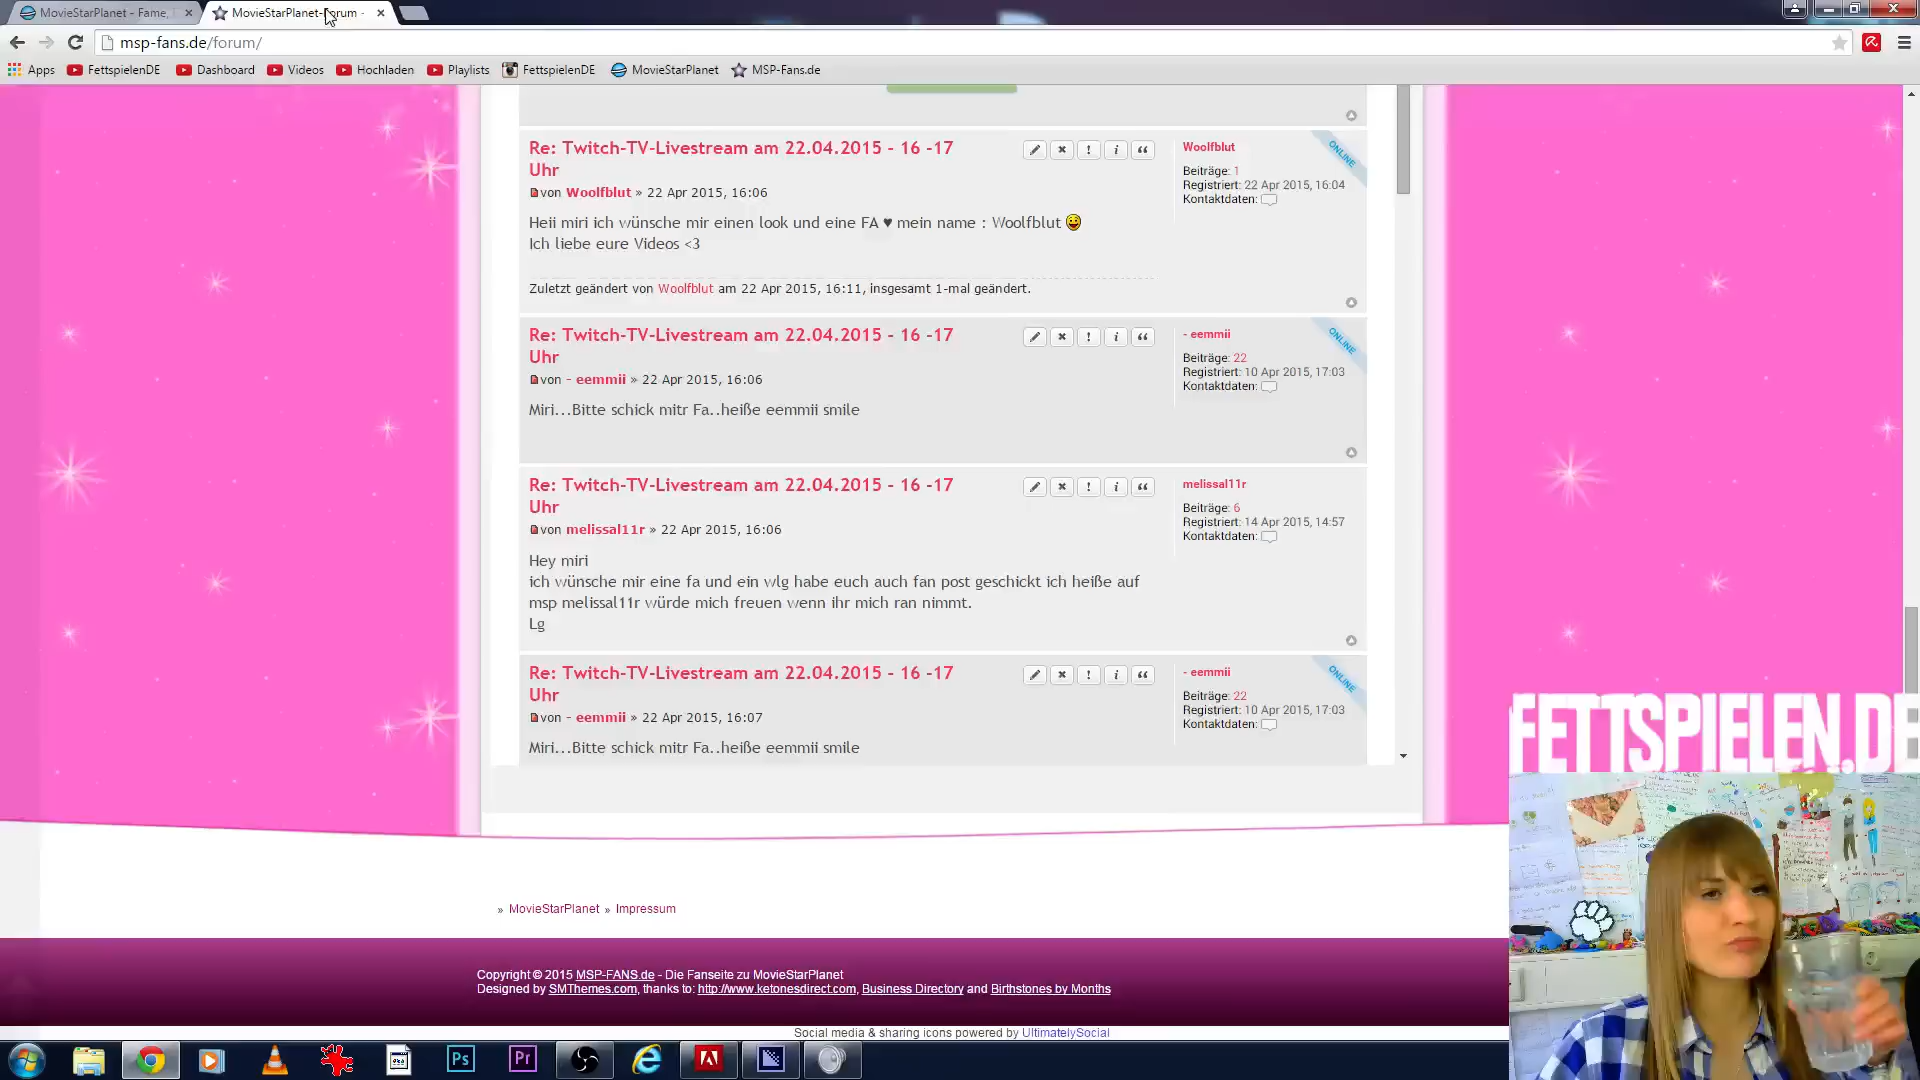 MovieStarPlanet - Fame,
MovieStarPlanet-Forum -
msp-fans.de/forum/
Apps
FettspielenDE
Dashboard
Videos
Hochladen
Playlists
FettspielenDE
MovieStarPlanet
MSP-Fans.de
Re: Twitch-TV-Livestream am 22.04.2015 - 16 -17
Uhr
von Woolfblut » 22 Apr 2015, 16:06
Heii miri ich wünsche mir einen look und eine FA ♥ mein name : Woolfblut
Ich liebe eure Videos <3
Zuletzt geändert von Woolfblut am 22 Apr 2015, 16:11, insgesamt 1-mal geändert.
Woolfblut
Beiträge: 1
Registriert: 22 Apr 2015, 16:04
Kontaktdaten:
ONLINE
Re: Twitch-TV-Livestream am 22.04.2015 - 16 -17
Uhr
von - eemmii » 22 Apr 2015, 16:06
Miri...Bitte schick mitr Fa..heiße eemmii smile
- eemmii
Beiträge: 22
Registriert: 10 Apr 2015, 17:03
Kontaktdaten:
ONLINE
Re: Twitch-TV-Livestream am 22.04.2015 - 16 -17
Uhr
von melissal11r » 22 Apr 2015, 16:06
Hey miri
ich wünsche mir eine fa und ein wlg habe euch auch fan post geschickt ich heiße auf
msp melissal11r würde mich freuen wenn ihr mich ran nimmt.
Lg
melissal11r
Beiträge: 6
Registriert: 14 Apr 2015, 14:57
Kontaktdaten:
Re: Twitch-TV-Livestream am 22.04.2015 - 16 -17
Uhr
von - eemmii » 22 Apr 2015, 16:07
Miri...Bitte schick mitr Fa..heiße eemmii smile
- eemmii
Beiträge: 22
Registriert: 10 Apr 2015, 17:03
Kontaktdaten:
ONLINE
FETTSPIELEN.DE
» MovieStarPlanet » Impressum
Copyright © 2015 MSP-FANS.de - Die Fanseite zu MovieStarPlanet
Designed by SMThemes.com, thanks to: http://www.ketonesdirect.com, Business Directory and Birthstones by Months
Social media & sharing icons powered by UltimatelySocial
Ps
Pr